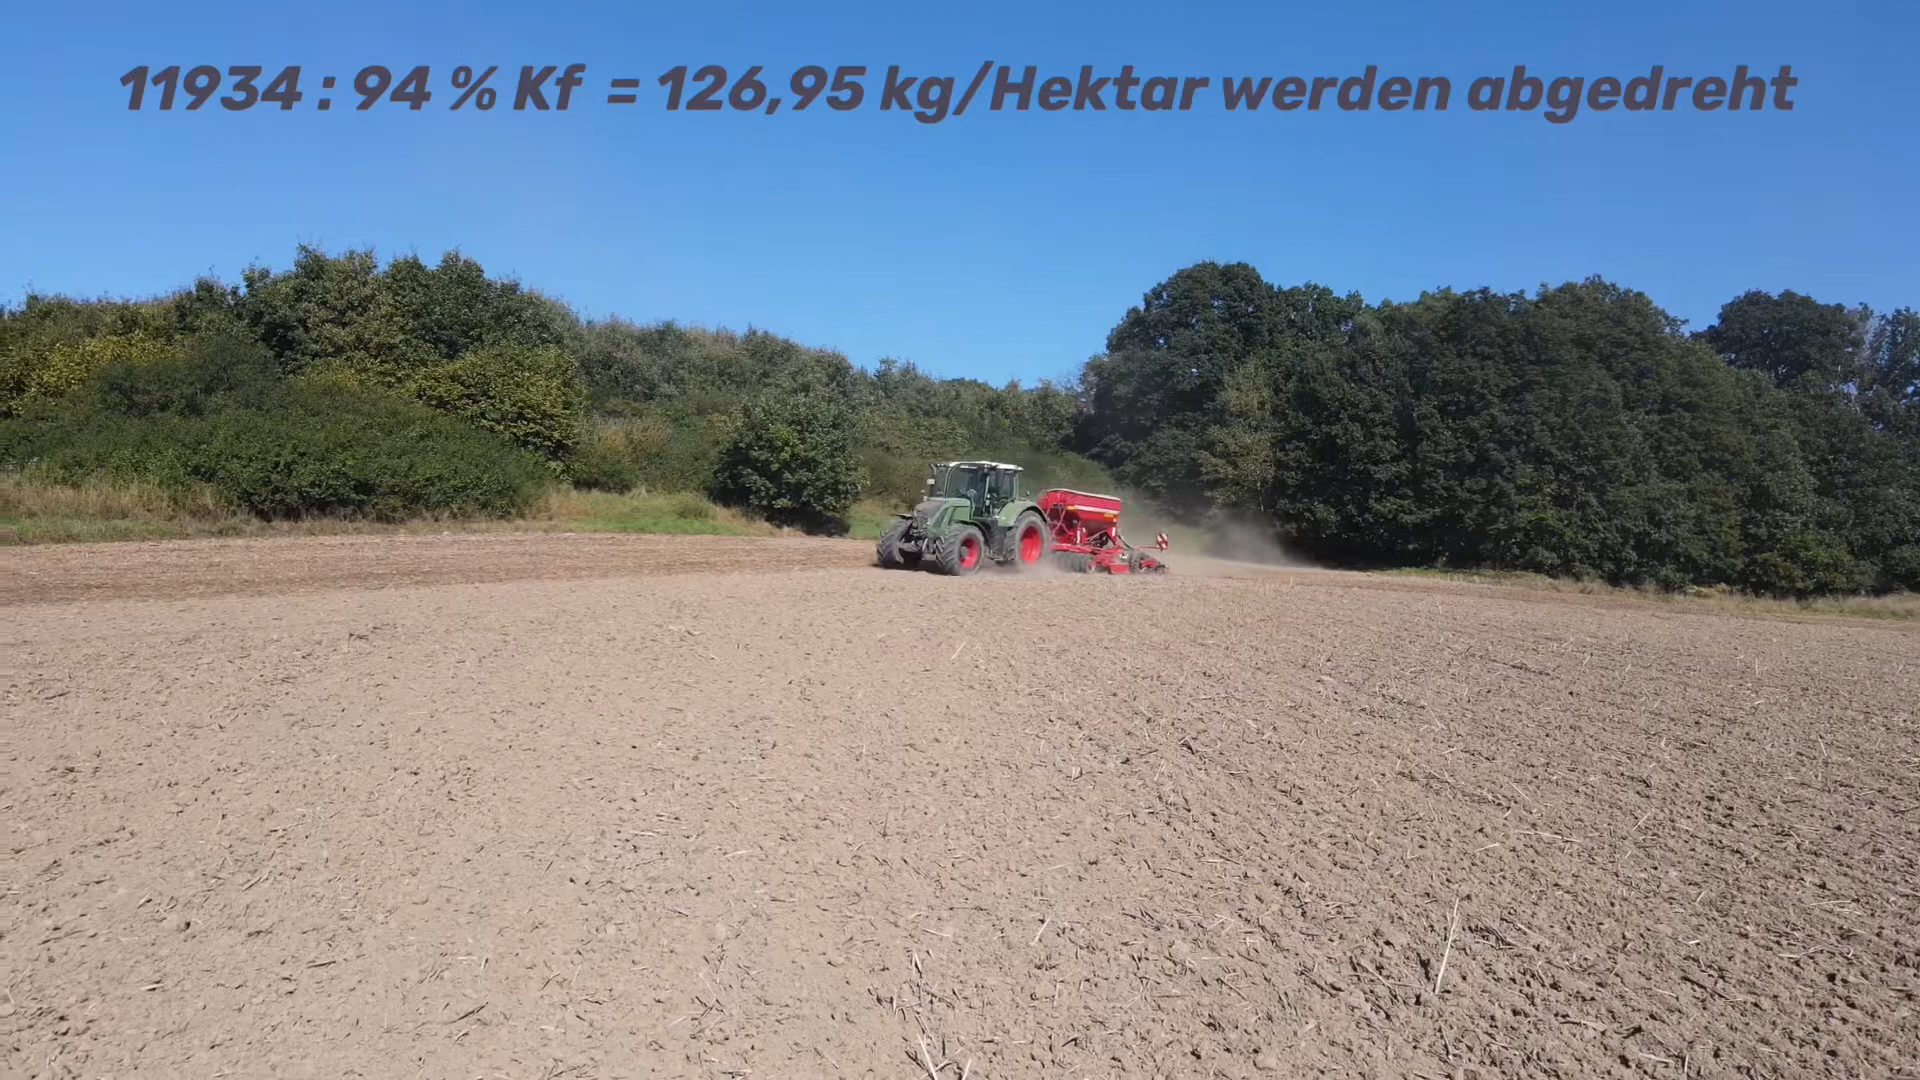 11934 : 94 % Kf = 126,95 kg/Hektar werden abgedreht